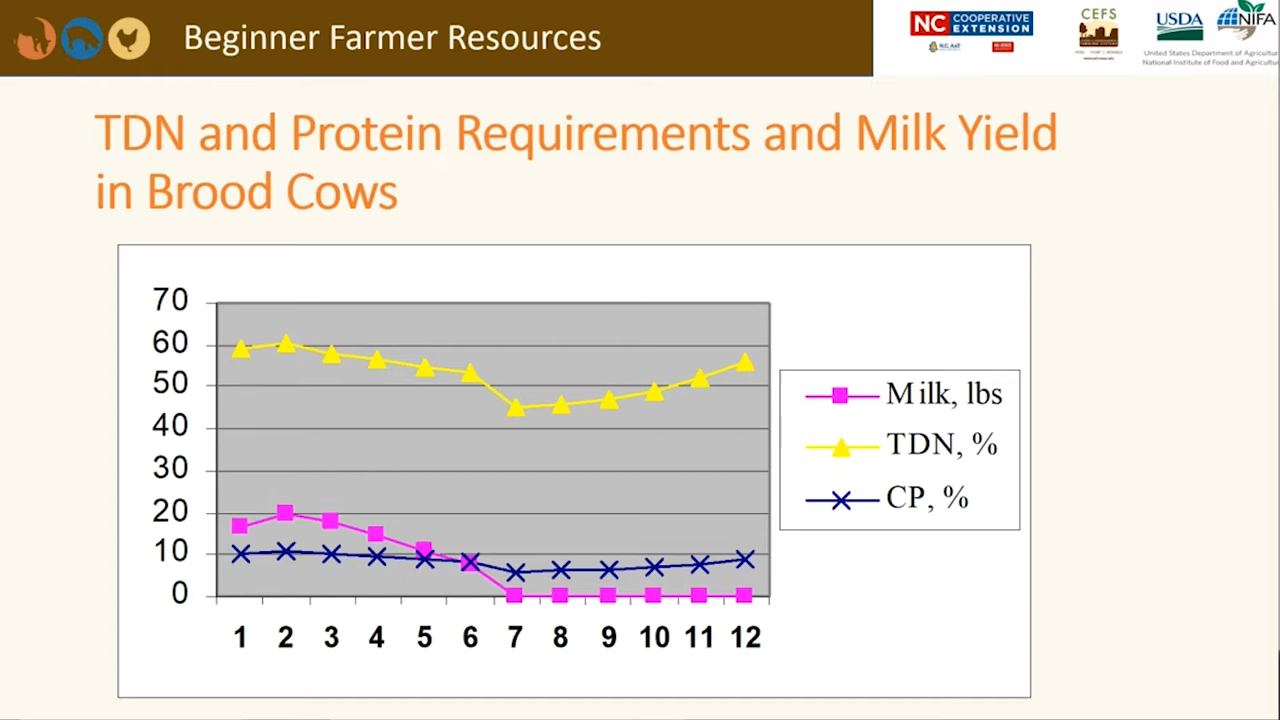 Beginner Farmer Resources
NC COOPERATIVE
EXTENSION
CEFS
USDA
NIFA
United States Department of Agricultu
National Institute of Food and Agricultu
TDN and Protein Requirements and Milk Yield
in Brood Cows
70
60
50
40
30
20
10
0
1 2 3 4 5 6 7 8 9 10 11 12
Milk, lbs
TDN, %
CP, %